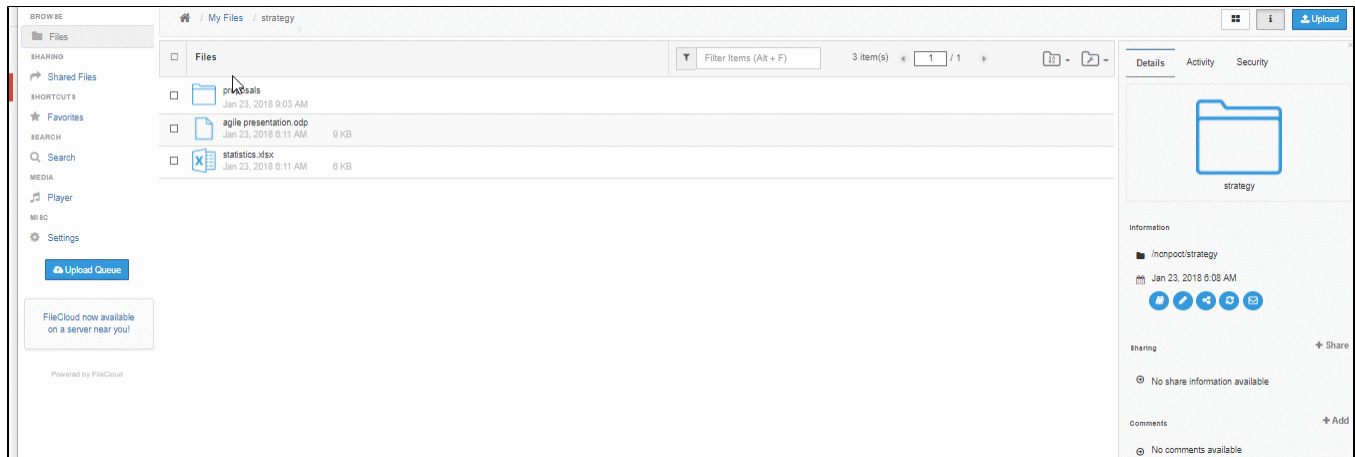 BROWSE
Files
SHARING
Shared Files
SHORTCUTS
Favorites
SEARCH
Search
MEDIA
Player
MISC
Settings
Upload Queue
FileCloud now available
on a server near you!
Powered by FileCloud
/ My Files / strategy
i Upload
Files
Filter Items (Alt + F) 3 item(s) 1 / 1
Jan 23, 2018 9:03 AM
agile presentation.odp
Jan 23, 2018 6:11 AM 9 KB
statistics.xlsx
Jan 23, 2018 6:11 AM 6 KB
Details Activity Security
strategy
Information
/ncnpoct/strategy
Jan 23, 2018 6:08 AM
Sharing + Share
No share information available
Comments + Add
No comments available